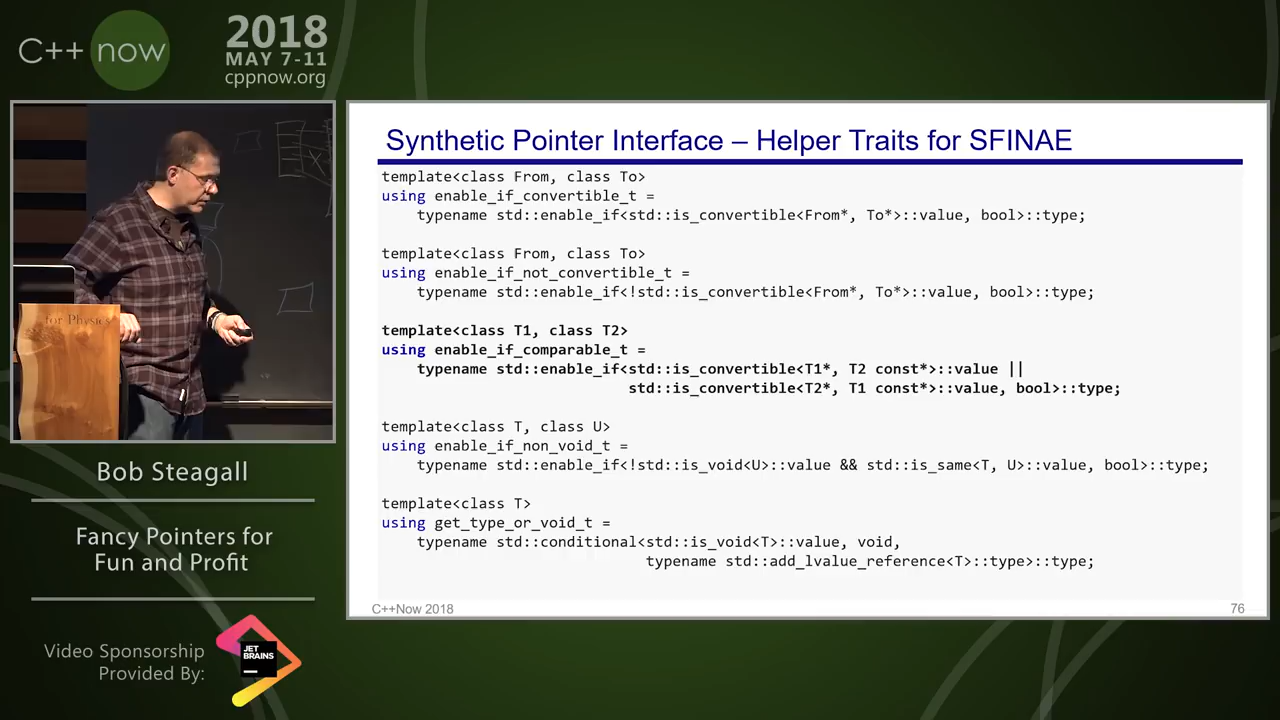 C++ now
2018
MAY 7-11
cppnow.org
for Physics
Bob Steagall
Fancy Pointers for
Fun and Profit
Video Sponsorship
Provided By:
JET
BRAINS
Synthetic Pointer Interface – Helper Traits for SFINAE
template<class From, class To>
using enable_if_convertible_t =
    typename std::enable_if<std::is_convertible<From*, To*>::value, bool>::type;
template<class From, class To>
using enable_if_not_convertible_t =
    typename std::enable_if<!std::is_convertible<From*, To*>::value, bool>::type;
template<class T1, class T2>
using enable_if_comparable_t =
    typename std::enable_if<std::is_convertible<T1*, T2 const*>::value ||
                            std::is_convertible<T2*, T1 const*>::value, bool>::type;
template<class T, class U>
using enable_if_non_void_t =
    typename std::enable_if<!std::is_void<U>::value && std::is_same<T, U>::value, bool>::type;
template<class T>
using get_type_or_void_t =
    typename std::conditional<std::is_void<T>::value, void,
                              typename std::add_lvalue_reference<T>::type>::type;
C++Now 2018
76